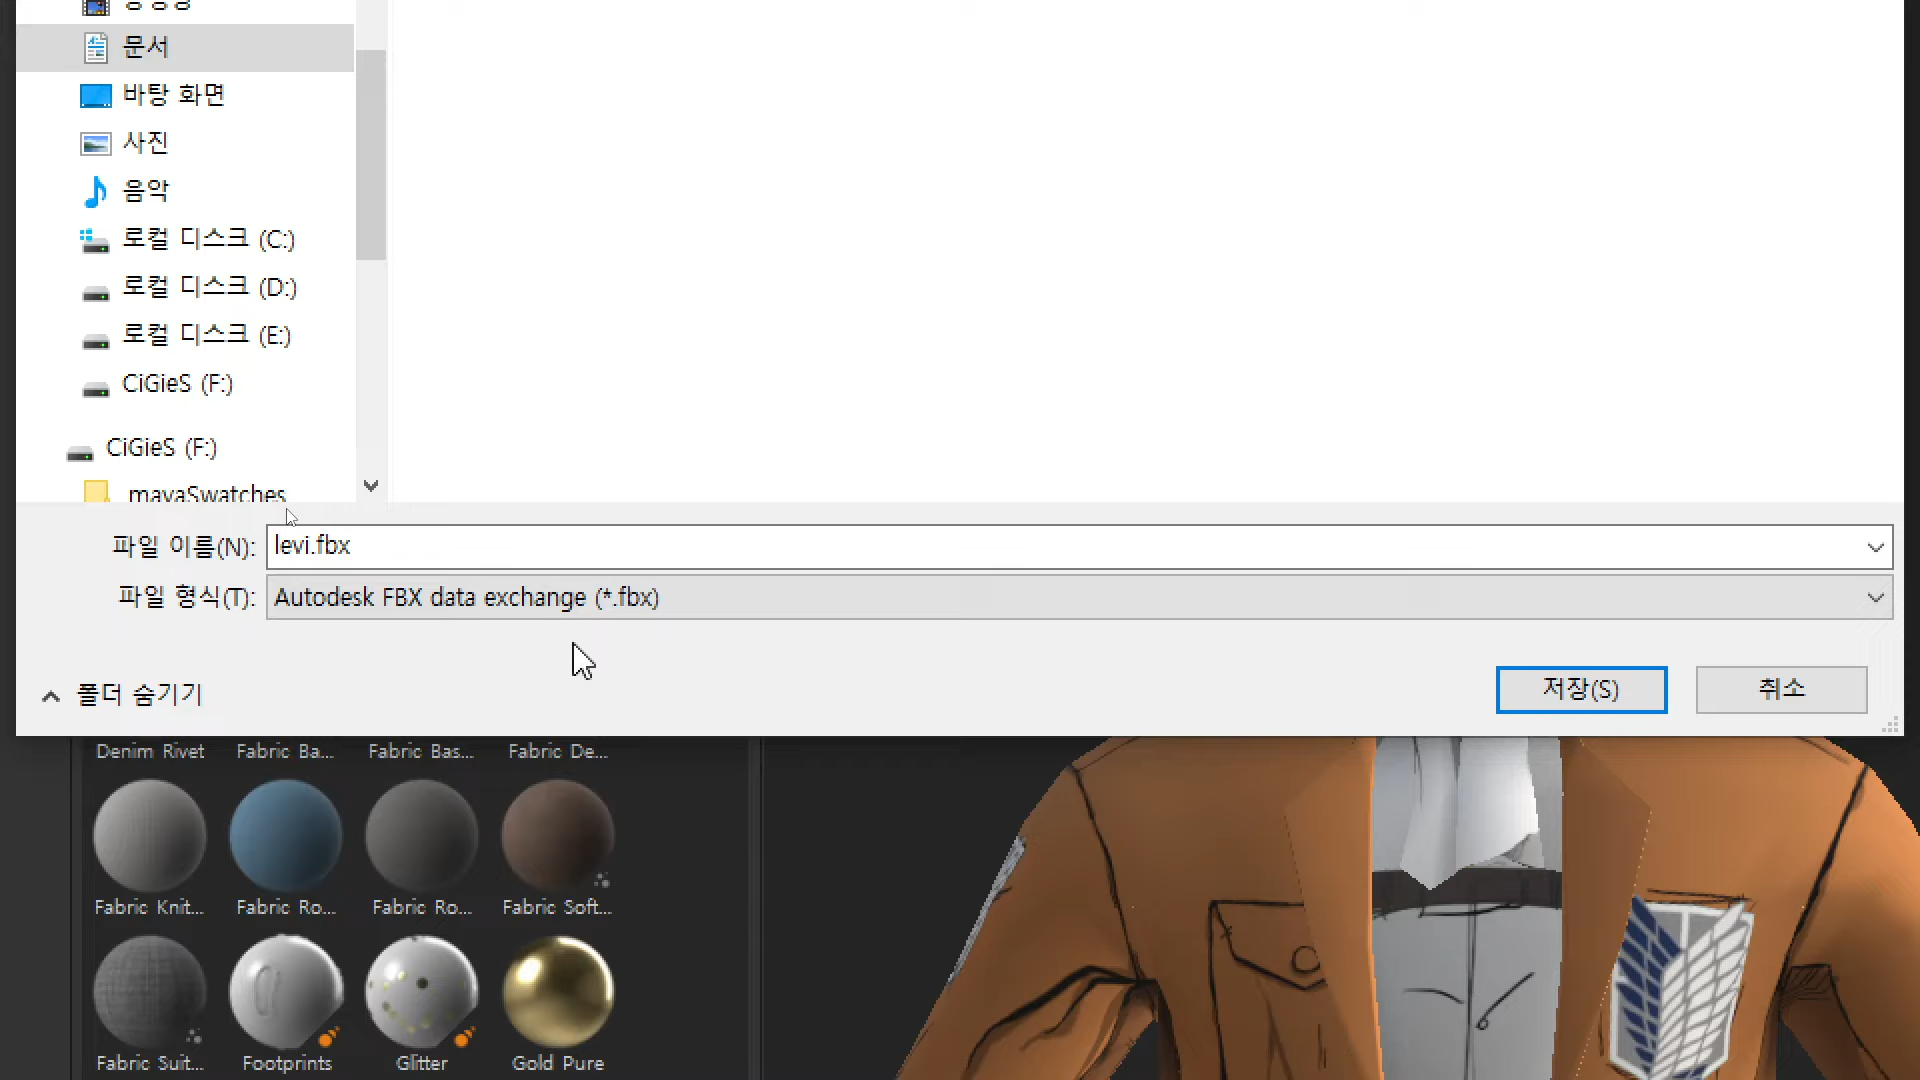 문서
바탕 화면
사진
음악
로컬 디스크 (C:)
로컬 디스크 (D:)
로컬 디스크 (E:)
CiGieS (F:)
CiGieS (F:)
mayaSwatches
파일 이름(N): levi.fbx
파일 형식(T): Autodesk FBX data exchange (*.fbx)
폴더 숨기기
저장(S)
취소
Denim Rivet
Fabric Ba...
Fabric Bas...
Fabric De...
Fabric Knit...
Fabric Ro...
Fabric Ro...
Fabric Soft...
Fabric Suit...
Footprints
Glitter
Gold Pure